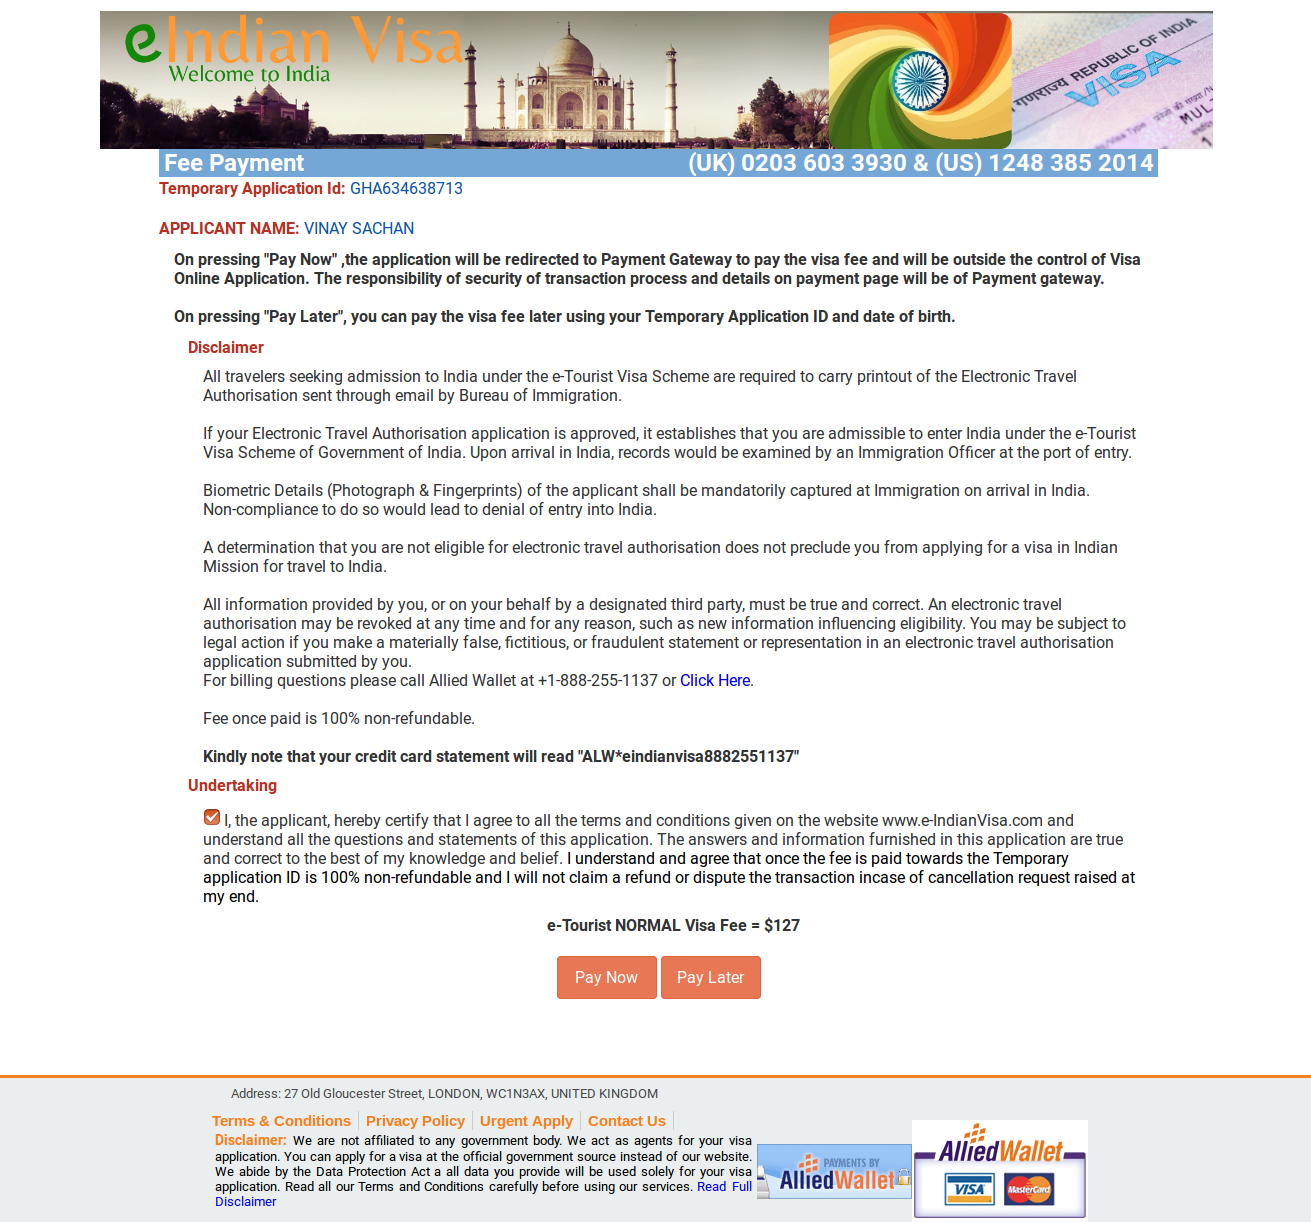 eIndian Visa
Welcome to India
REPUBLIC OF INDIA
गणराज्य
VISA
MUL
Fee Payment (UK) 0203 603 3930 & (US) 1248 385 2014
Temporary Application Id: GHA634638713
APPLICANT NAME: VINAY SACHAN
On pressing "Pay Now" ,the application will be redirected to Payment Gateway to pay the visa fee and will be outside the control of Visa
Online Application. The responsibility of security of transaction process and details on payment page will be of Payment gateway.
On pressing "Pay Later", you can pay the visa fee later using your Temporary Application ID and date of birth.
Disclaimer
All travelers seeking admission to India under the e-Tourist Visa Scheme are required to carry printout of the Electronic Travel
Authorisation sent through email by Bureau of Immigration.
If your Electronic Travel Authorisation application is approved, it establishes that you are admissible to enter India under the e-Tourist
Visa Scheme of Government of India. Upon arrival in India, records would be examined by an Immigration Officer at the port of entry.
Biometric Details (Photograph & Fingerprints) of the applicant shall be mandatorily captured at Immigration on arrival in India.
Non-compliance to do so would lead to denial of entry into India.
A determination that you are not eligible for electronic travel authorisation does not preclude you from applying for a visa in Indian
Mission for travel to India.
All information provided by you, or on your behalf by a designated third party, must be true and correct. An electronic travel
authorisation may be revoked at any time and for any reason, such as new information influencing eligibility. You may be subject to
legal action if you make a materially false, fictitious, or fraudulent statement or representation in an electronic travel authorisation
application submitted by you.
For billing questions please call Allied Wallet at +1-888-255-1137 or Click Here.
Fee once paid is 100% non-refundable.
Kindly note that your credit card statement will read "ALW*eindianvisa8882551137"
Undertaking
I, the applicant, hereby certify that I agree to all the terms and conditions given on the website www.e-IndianVisa.com and
understand all the questions and statements of this application. The answers and information furnished in this application are true
and correct to the best of my knowledge and belief. I understand and agree that once the fee is paid towards the Temporary
application ID is 100% non-refundable and I will not claim a refund or dispute the transaction incase of cancellation request raised at
my end.
e-Tourist NORMAL Visa Fee = $127
Pay Now Pay Later
Address: 27 Old Gloucester Street, LONDON, WC1N3AX, UNITED KINGDOM
Terms & Conditions Privacy Policy Urgent Apply Contact Us
Disclaimer: We are not affiliated to any government body. We act as agents for your visa
application. You can apply for a visa at the official government source instead of our website.
We abide by the Data Protection Act a all data you provide will be used solely for your visa
application. Read all our Terms and Conditions carefully before using our services. Read Full
Disclaimer
PAYMENTS BY
AlliedWallet
AlliedWallet
VISA MasterCard